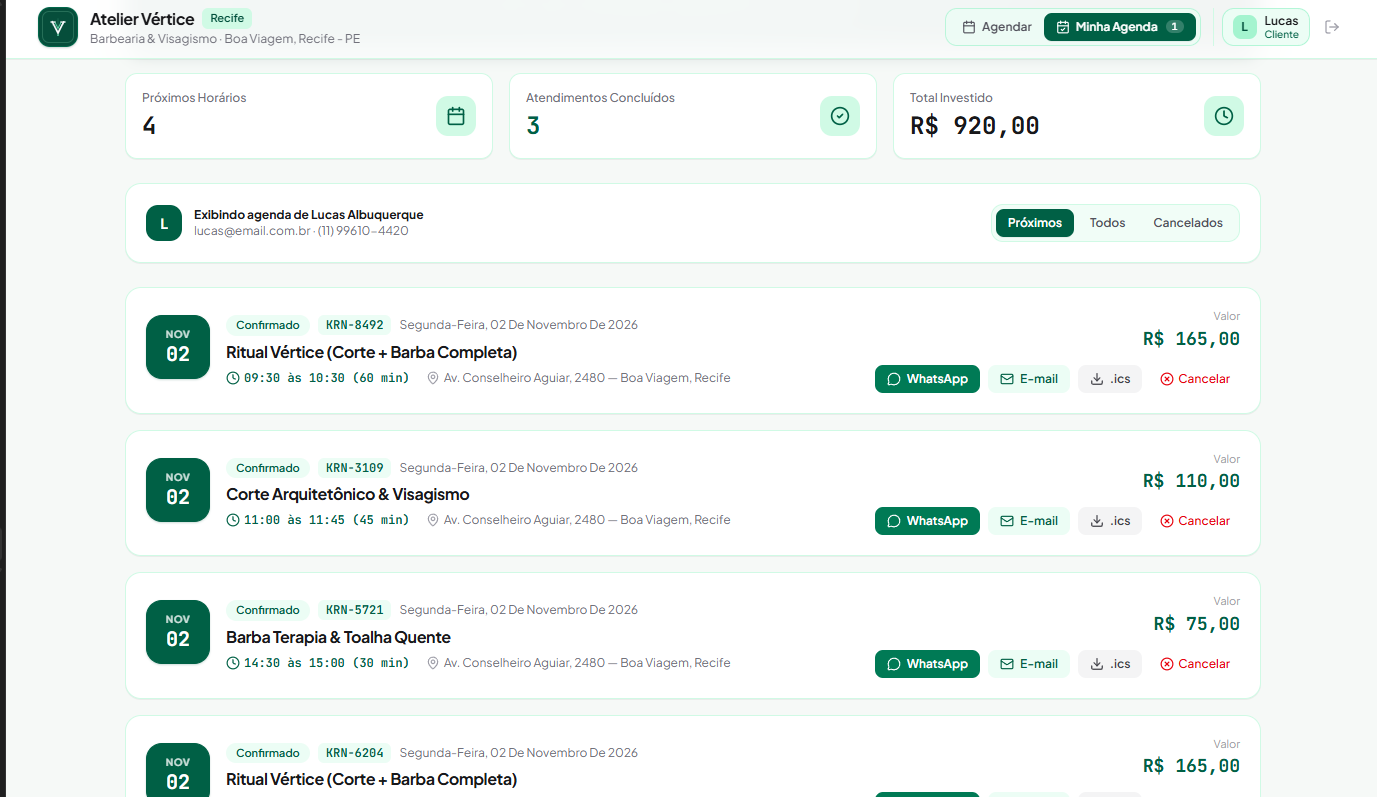 Atelier Vértice Recife
Barbearia & Visagismo · Boa Viagem, Recife - PE
Agendar
Minha Agenda 1
L
Lucas
Cliente
Próximos Horários
4
Atendimentos Concluídos
3
Total Investido
R$ 920,00
L
Exibindo agenda de Lucas Albuquerque
lucas@email.com.br · (11) 99610-4420
Próximos Todos Cancelados
NOV
02
Confirmado KRN-8492 Segunda-Feira, 02 De Novembro De 2026
Ritual Vértice (Corte + Barba Completa)
09:30 às 10:30 (60 min) Av. Conselheiro Aguiar, 2480 — Boa Viagem, Recife
Valor
R$ 165,00
WhatsApp E-mail .ics Cancelar
NOV
02
Confirmado KRN-3109 Segunda-Feira, 02 De Novembro De 2026
Corte Arquitetônico & Visagismo
11:00 às 11:45 (45 min) Av. Conselheiro Aguiar, 2480 — Boa Viagem, Recife
Valor
R$ 110,00
WhatsApp E-mail .ics Cancelar
NOV
02
Confirmado KRN-5721 Segunda-Feira, 02 De Novembro De 2026
Barba Terapia & Toalha Quente
14:30 às 15:00 (30 min) Av. Conselheiro Aguiar, 2480 — Boa Viagem, Recife
Valor
R$ 75,00
WhatsApp E-mail .ics Cancelar
NOV
02
Confirmado KRN-6204 Segunda-Feira, 02 De Novembro De 2026
Ritual Vértice (Corte + Barba Completa)
Valor
R$ 165,00